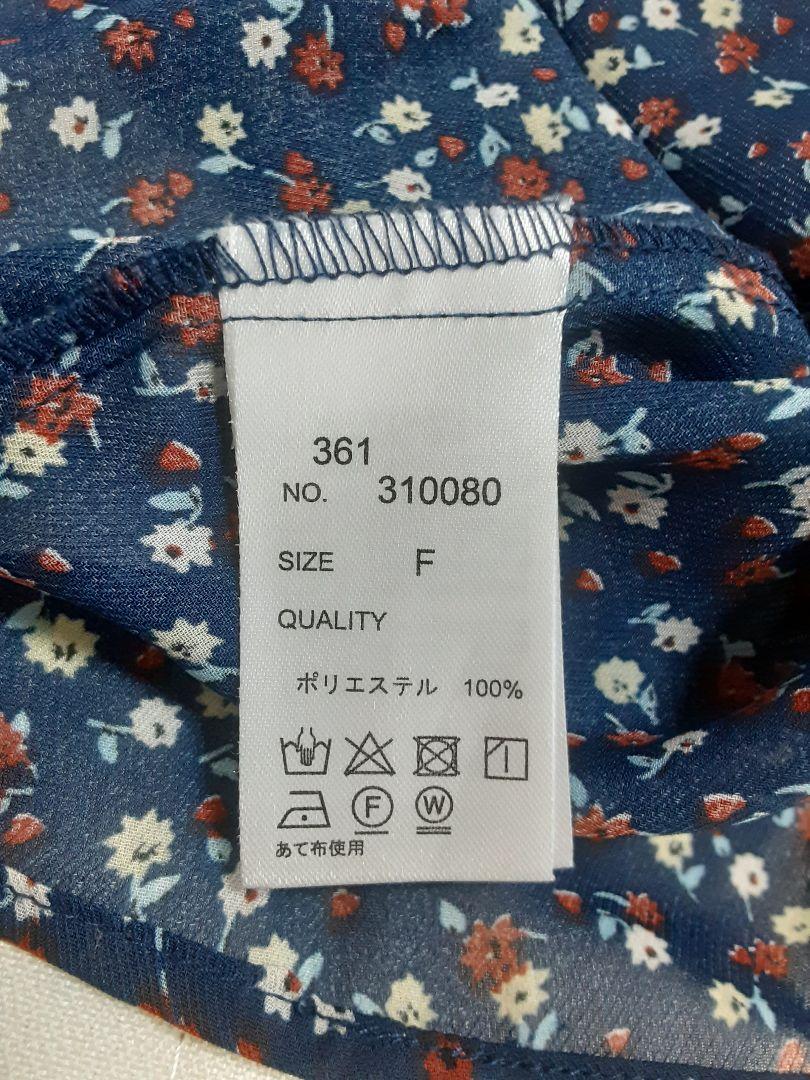 361
NO. 310080
SIZE F
QUALITY
ポリエステル 100%
F W
あて布使用